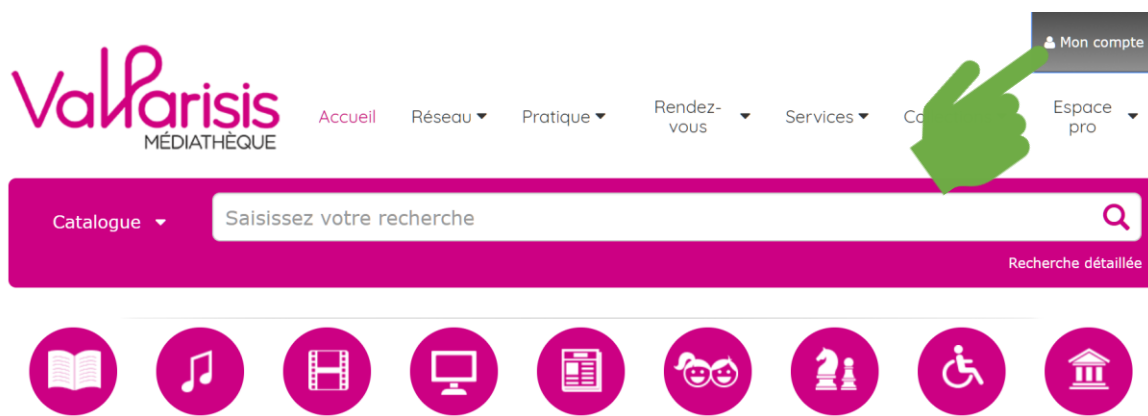 Mon compte
ValParisis
MÉDIATHÈQUE
Accueil
Réseau
Pratique
Rendez-
vous
Services
Espace
pro
Catalogue
Saisissez votre recherche
Recherche détaillée